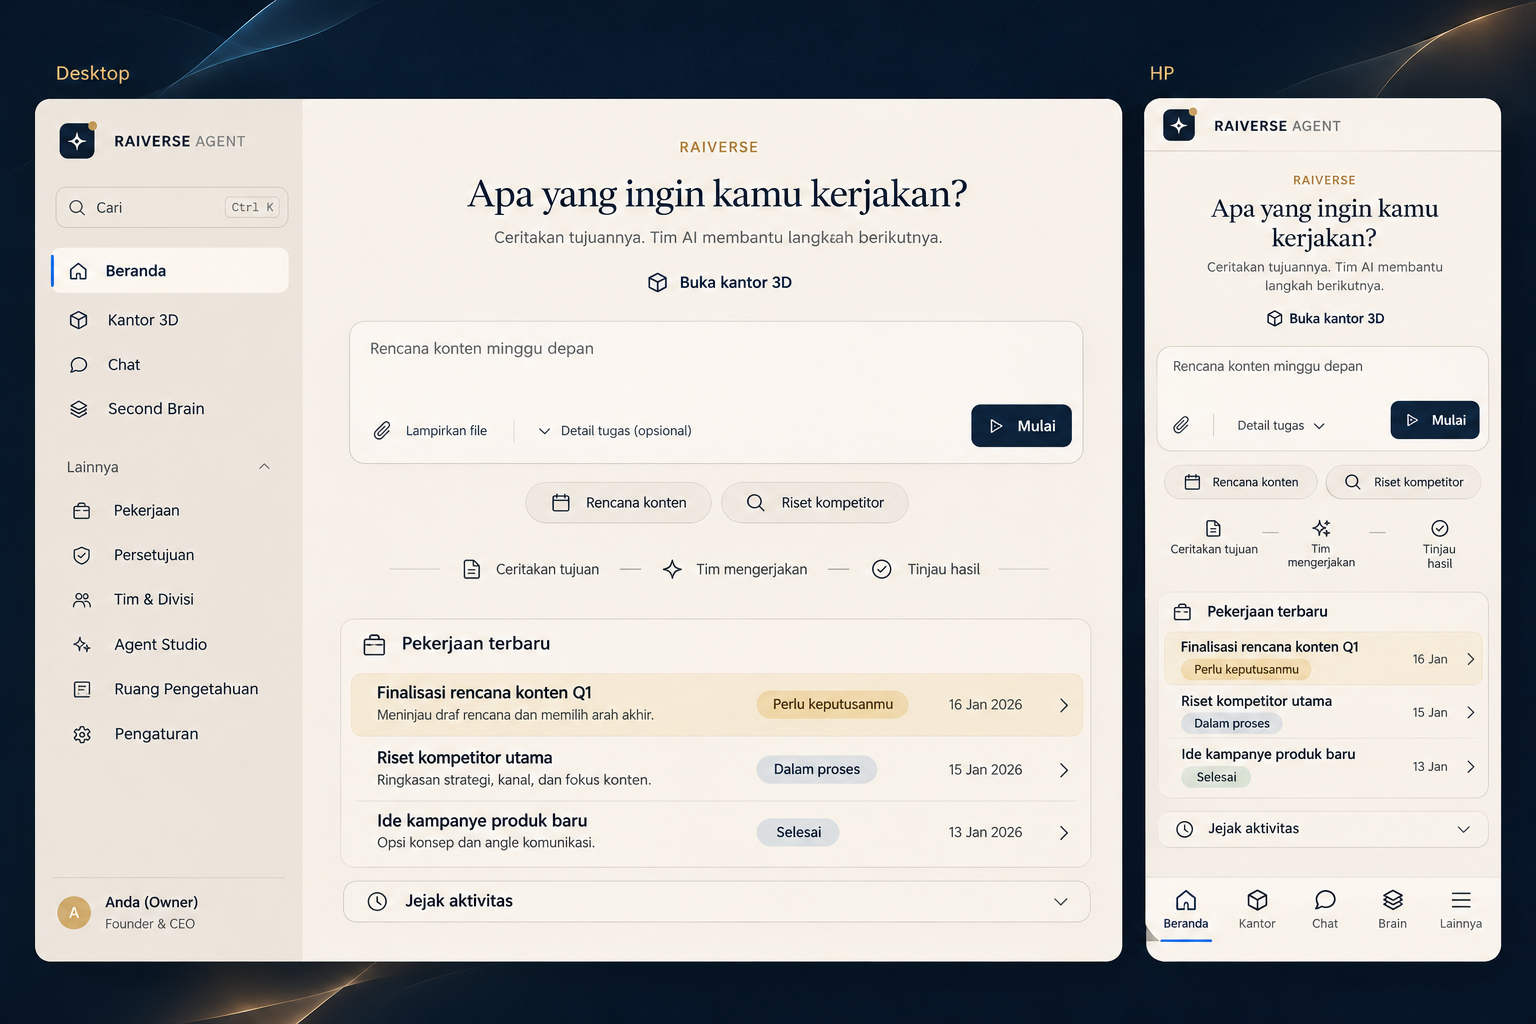 Desktop
RAIVERSE AGENT
Cari
Ctrl K
Beranda
Kantor 3D
Chat
Second Brain
Lainnya
Pekerjaan
Persetujuan
Tim & Divisi
Agent Studio
Ruang Pengetahuan
Pengaturan
A
Anda (Owner)
Founder & CEO
RAIVERSE
Apa yang ingin kamu kerjakan?
Ceritakan tujuannya. Tim AI membantu berikutnya.
Buka kantor 3D
Rencana konten minggu depan
Lampirkan file
Detail tugas (opsional)
Mulai
Rencana konten
Riset kompetitor
Ceritakan tujuan
Tim mengerjakan
Tinjau hasil
Pekerjaan terbaru
Finalisasi rencana konten Q1
Meninjau draf rencana dan memilih arah akhir.
Perlu keputusanmu
16 Jan 2026
Riset kompetitor utama
Ringkasan strategi, kanal, dan fokus konten.
Dalam proses
15 Jan 2026
Ide kampanye produk baru
Opsi konsep dan angle komunikasi.
Selesai
13 Jan 2026
Jejak aktivitas
HP
RAIVERSE AGENT
RAIVERSE
Apa yang ingin kamu
kerjakan?
Ceritakan tujuannya. Tim AI membantu
langkah berikutnya.
Buka kantor 3D
Rencana konten minggu depan
Detail tugas
Mulai
Rencana konten
Riset kompetitor
Ceritakan tujuan
Tim
mengerjakan
Tinjau
hasil
Pekerjaan terbaru
Finalisasi rencana konten Q1
Perlu keputusanmu
16 Jan
Riset kompetitor utama
Dalam proses
15 Jan
Ide kampanye produk baru
Selesai
13 Jan
Jejak aktivitas
Beranda
Kantor
Chat
Brain
Lainnya